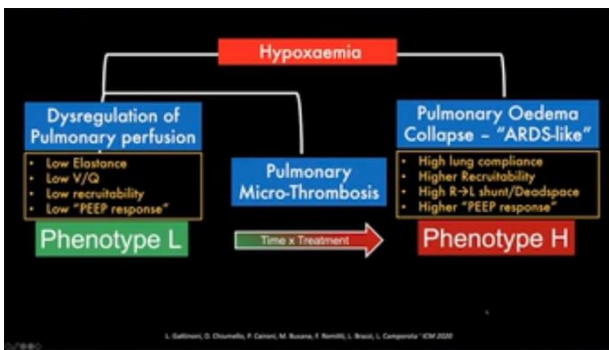 Hypoxaemia
Dysregulation of
Pulmonary perfusion
• Low Elastance
• Low V/Q
• Low recruitability
• Low "PEEP response"
Phenotype L
Pulmonary
Micro-Thrombosis
Time x Treatment
Pulmonary Oedema
Collapse – "ARDS-like"
• High lung compliance
• Higher Recruitability
• High R→L shunt/Deadspace
• Higher "PEEP response"
Phenotype H
L. Gattinoni, D. Chiumello, P. Caironi, M. Busana, F. Romitti, L. Brazzi, L. Camporota ICM 2020